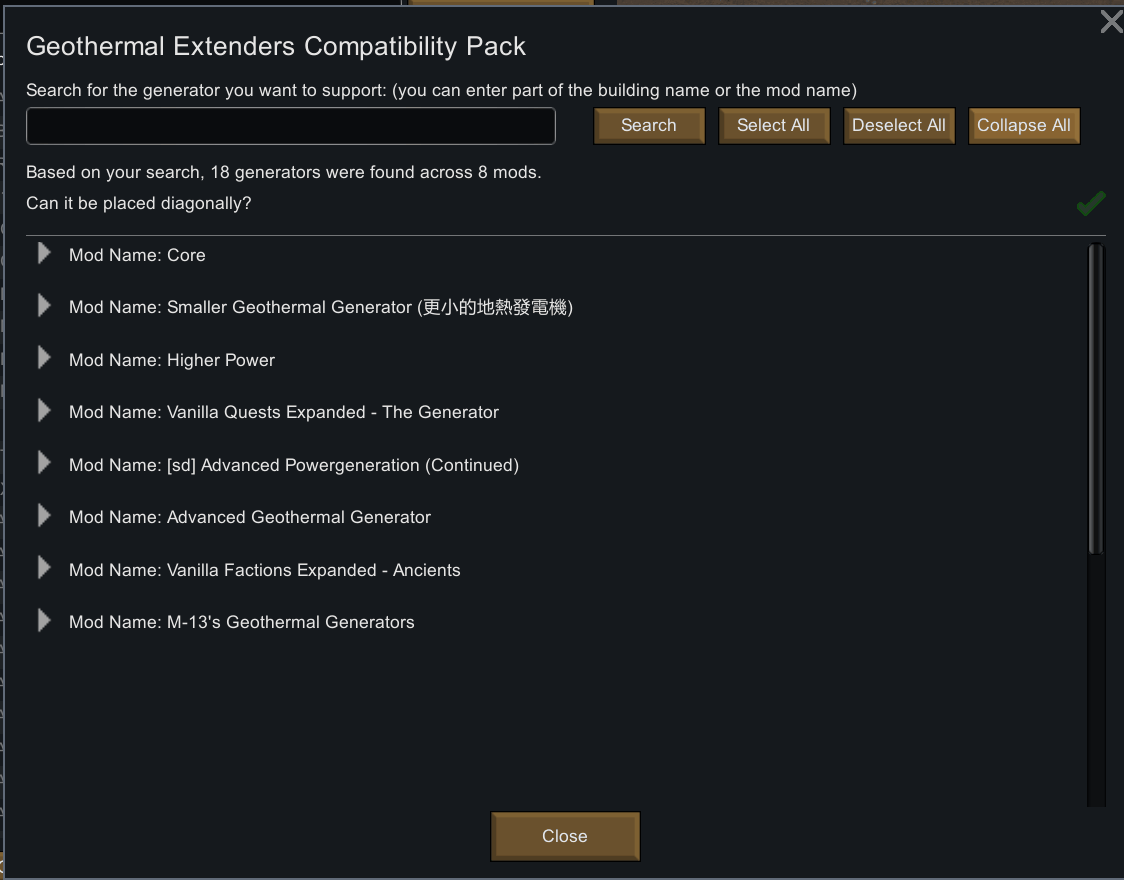 Geothermal Extenders Compatibility Pack
Search for the generator you want to support: (you can enter part of the building name or the mod name)
Search
Select All
Deselect All
Collapse All
Based on your search, 18 generators were found across 8 mods.
Can it be placed diagonally?
Mod Name: Core
Mod Name: Smaller Geothermal Generator (更小的地熱發電機)
Mod Name: Higher Power
Mod Name: Vanilla Quests Expanded - The Generator
Mod Name: [sd] Advanced Powergeneration (Continued)
Mod Name: Advanced Geothermal Generator
Mod Name: Vanilla Factions Expanded - Ancients
Mod Name: M-13's Geothermal Generators
Close